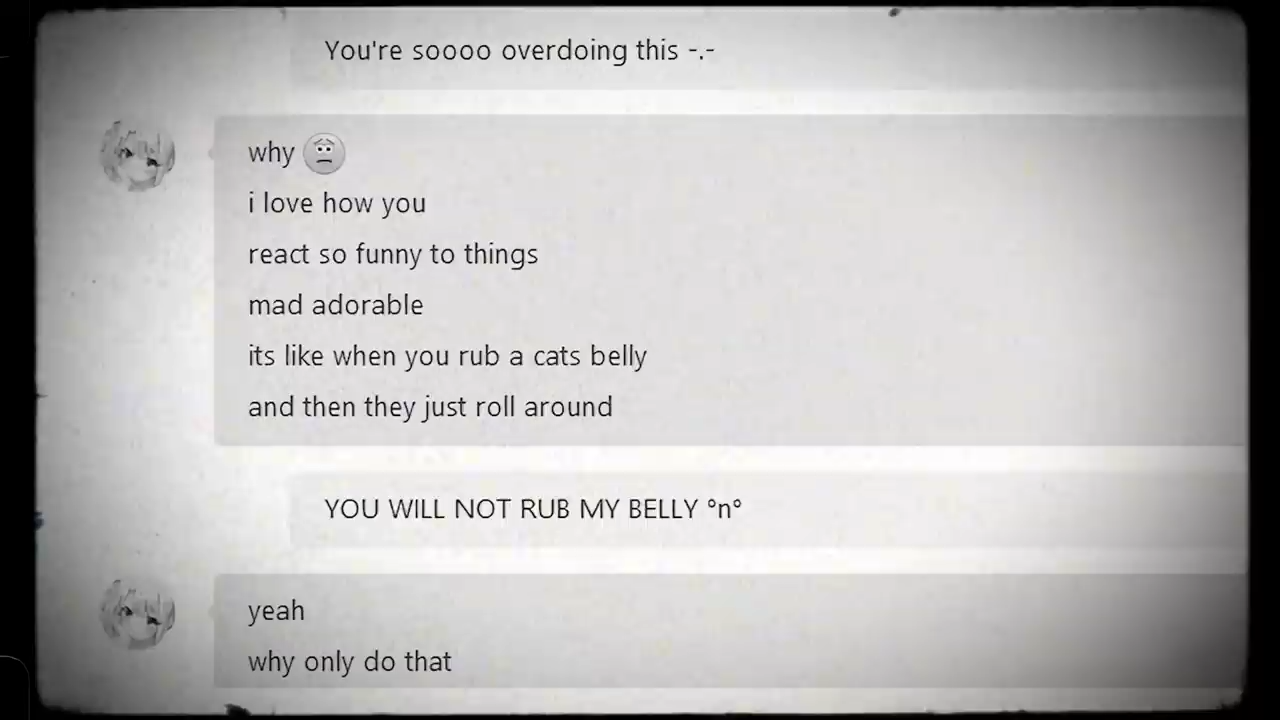 You're soooo overdoing this -.-
why
i love how you
react so funny to things
mad adorable
its like when you rub a cats belly
and then they just roll around
YOU WILL NOT RUB MY BELLY °n°
yeah
why only do that